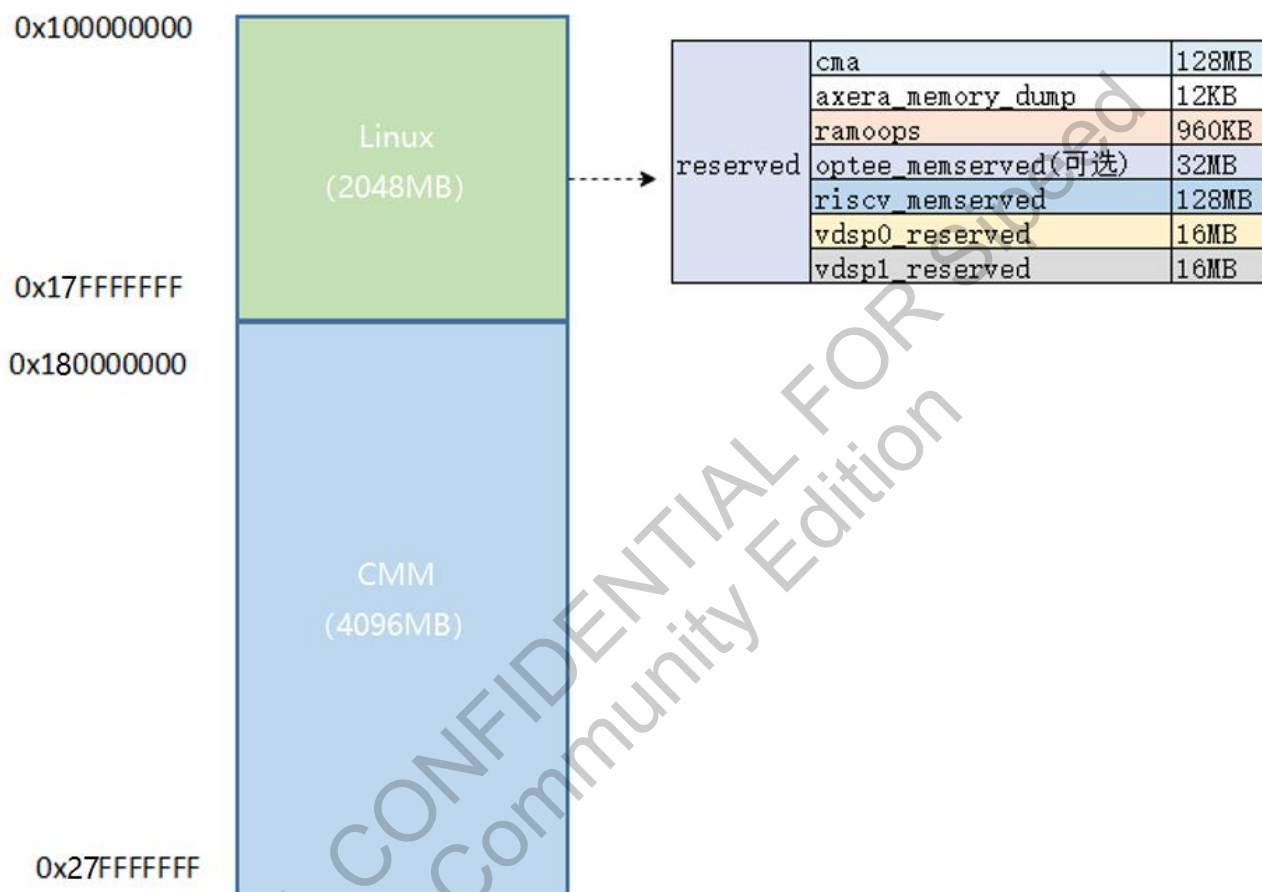 0x100000000
Linux
(2048MB)
0x17FFFFFFF
0x180000000
CMM
(4096MB)
0x27FFFFFFF
reserved
cma 128MB
axera_memory_dump 12KB
ramoops 960KB
optee_memserved(可选) 32MB
riscv_memserved 128MB
vdsp0_reserved 16MB
vdsp1_reserved 16MB
CONFIDENTIAL FOR Sipeed
Community Edition